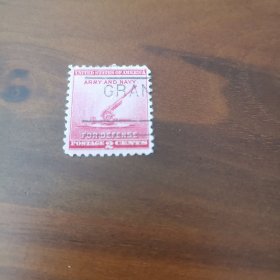 UNITED STATES OF AMERICA
ARMY AND NAVY
GRAN
FOR DEFENSE
POSTAGE 2 CENTS